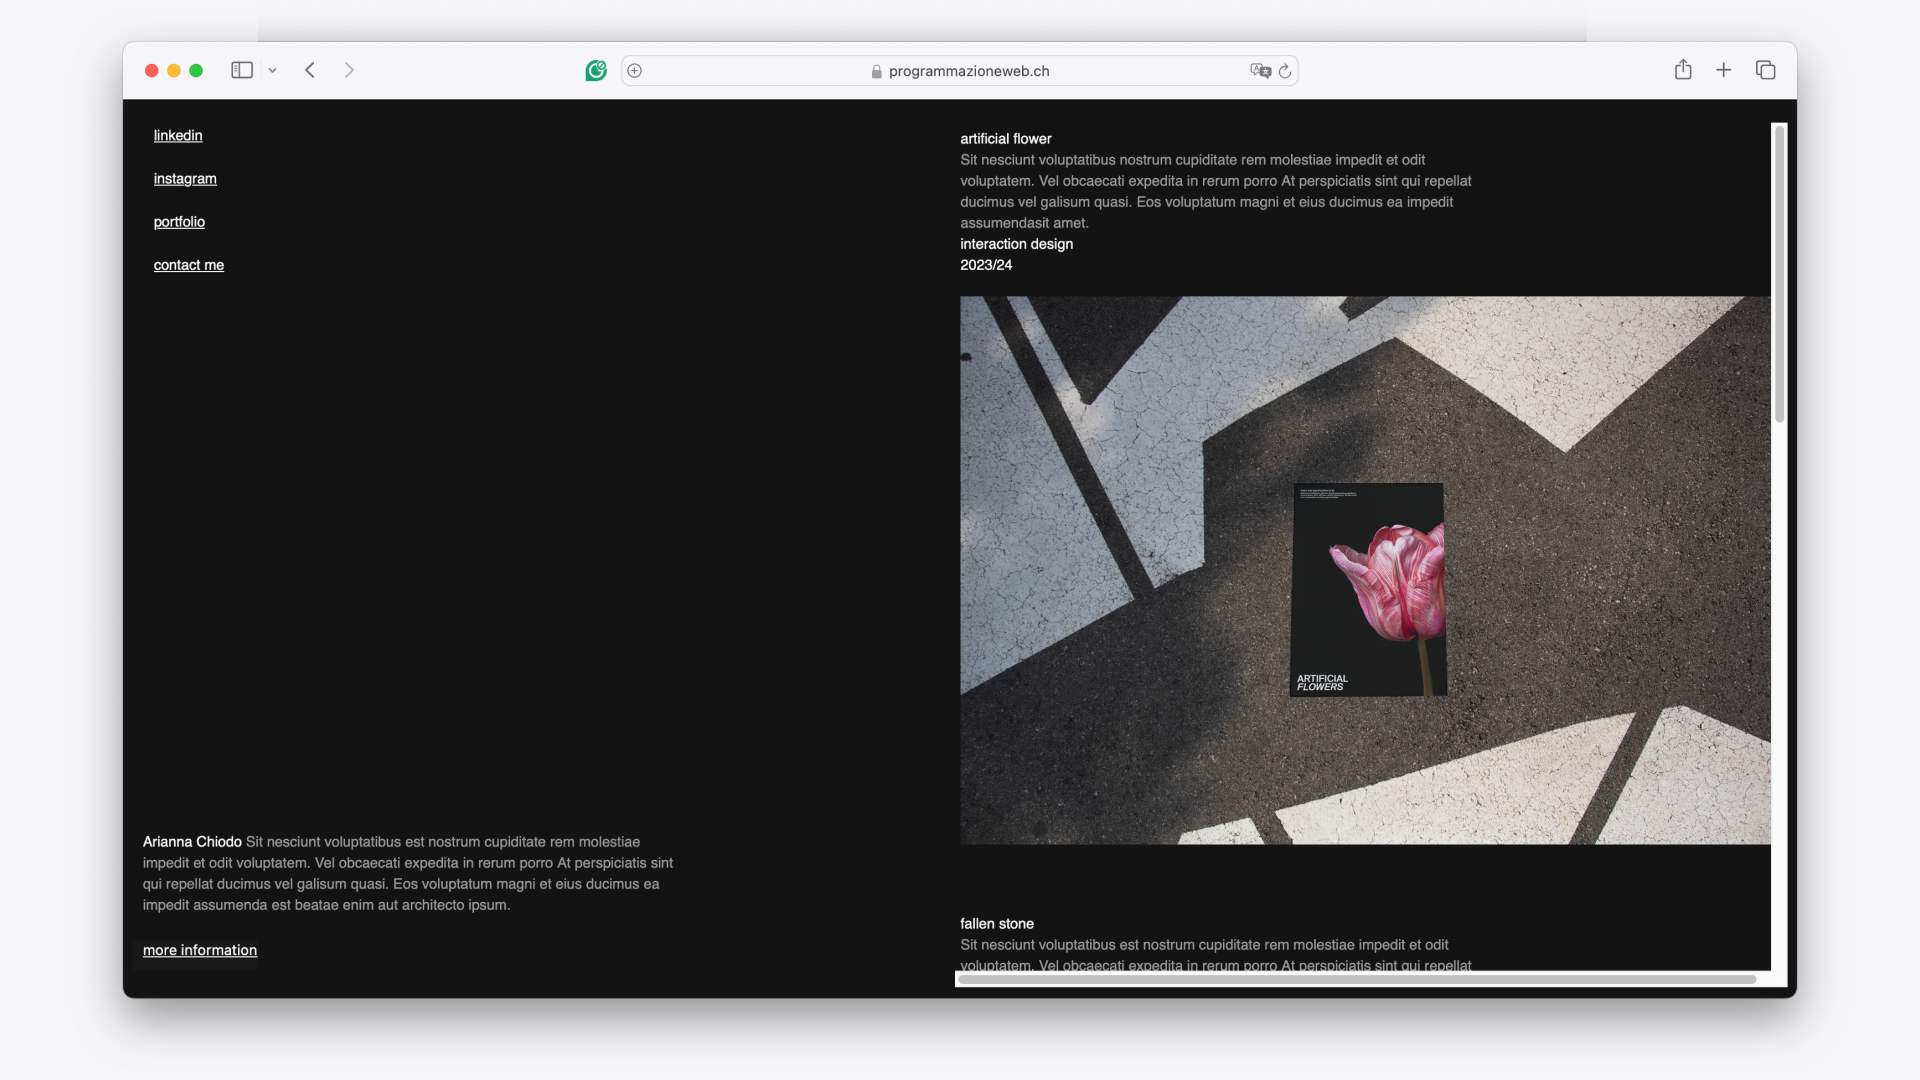 programmazioneweb.ch
linkedin
instagram
portfolio
contact me
Arianna Chiodo Sit nesciunt voluptatibus est nostrum cupiditate rem molestiae
impedit et odit voluptatem. Vel obcaecati expedita in rerum porro At perspiciatis sint
qui repellat ducimus vel galisum quasi. Eos voluptatum magni et eius ducimus ea
impedit assumenda est beatae enim aut architecto ipsum.
more information
artificial flower
Sit nesciunt voluptatibus nostrum cupiditate rem molestiae impedit et odit
voluptatem. Vel obcaecati expedita in rerum porro At perspiciatis sint qui repellat
ducimus vel galisum quasi. Eos voluptatum magni et eius ducimus ea impedit
assumendasit amet.
interaction design
2023/24
ARTIFICIAL
FLOWERS
fallen stone
Sit nesciunt voluptatibus est nostrum cupiditate rem molestiae impedit et odit
voluptatem. Vel obcaecati expedita in rerum porro At perspiciatis sint qui repellat